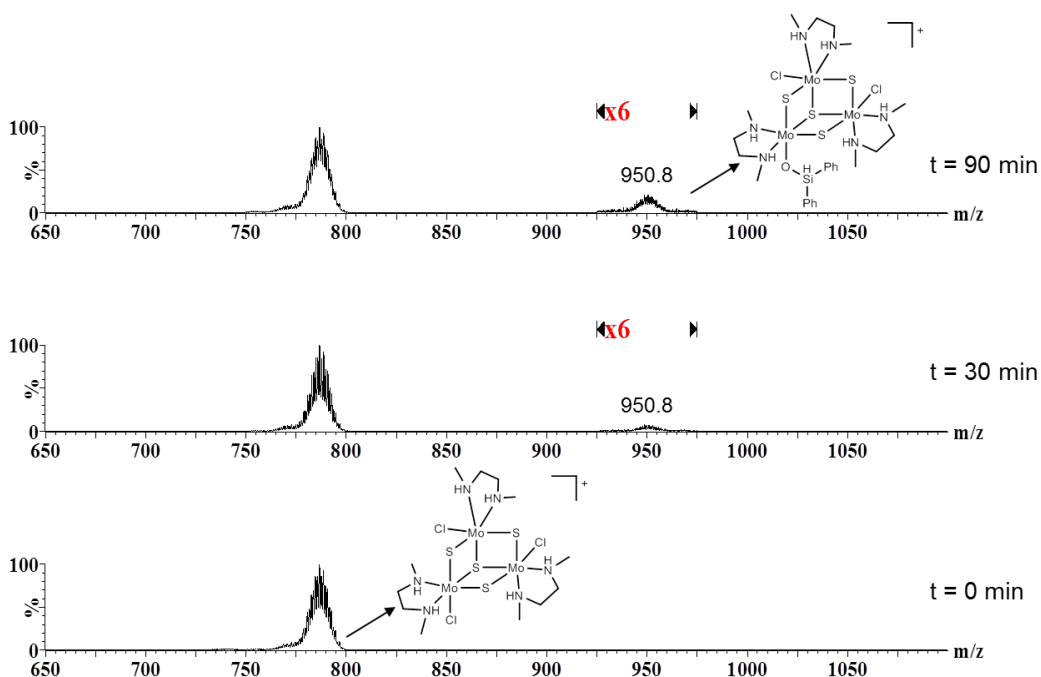 HN
HN
Cl
Mo
S
Cl
S
S
Mo
N
H
NH
Mo
S
H
N
HN
O
H
Si
Ph
Ph
+
x6
950.8
t = 90 min
100
%
0
650 700 750 800 850 900 950 1000 1050 m/z
x6
950.8
t = 30 min
100
%
0
650 700 750 800 850 900 950 1000 1050 m/z
HN
HN
Cl
Mo
S
Cl
S
S
Mo
N
H
NH
Mo
S
H
N
HN
Cl
+
t = 0 min
100
%
0
650 700 750 800 850 900 950 1000 1050 m/z